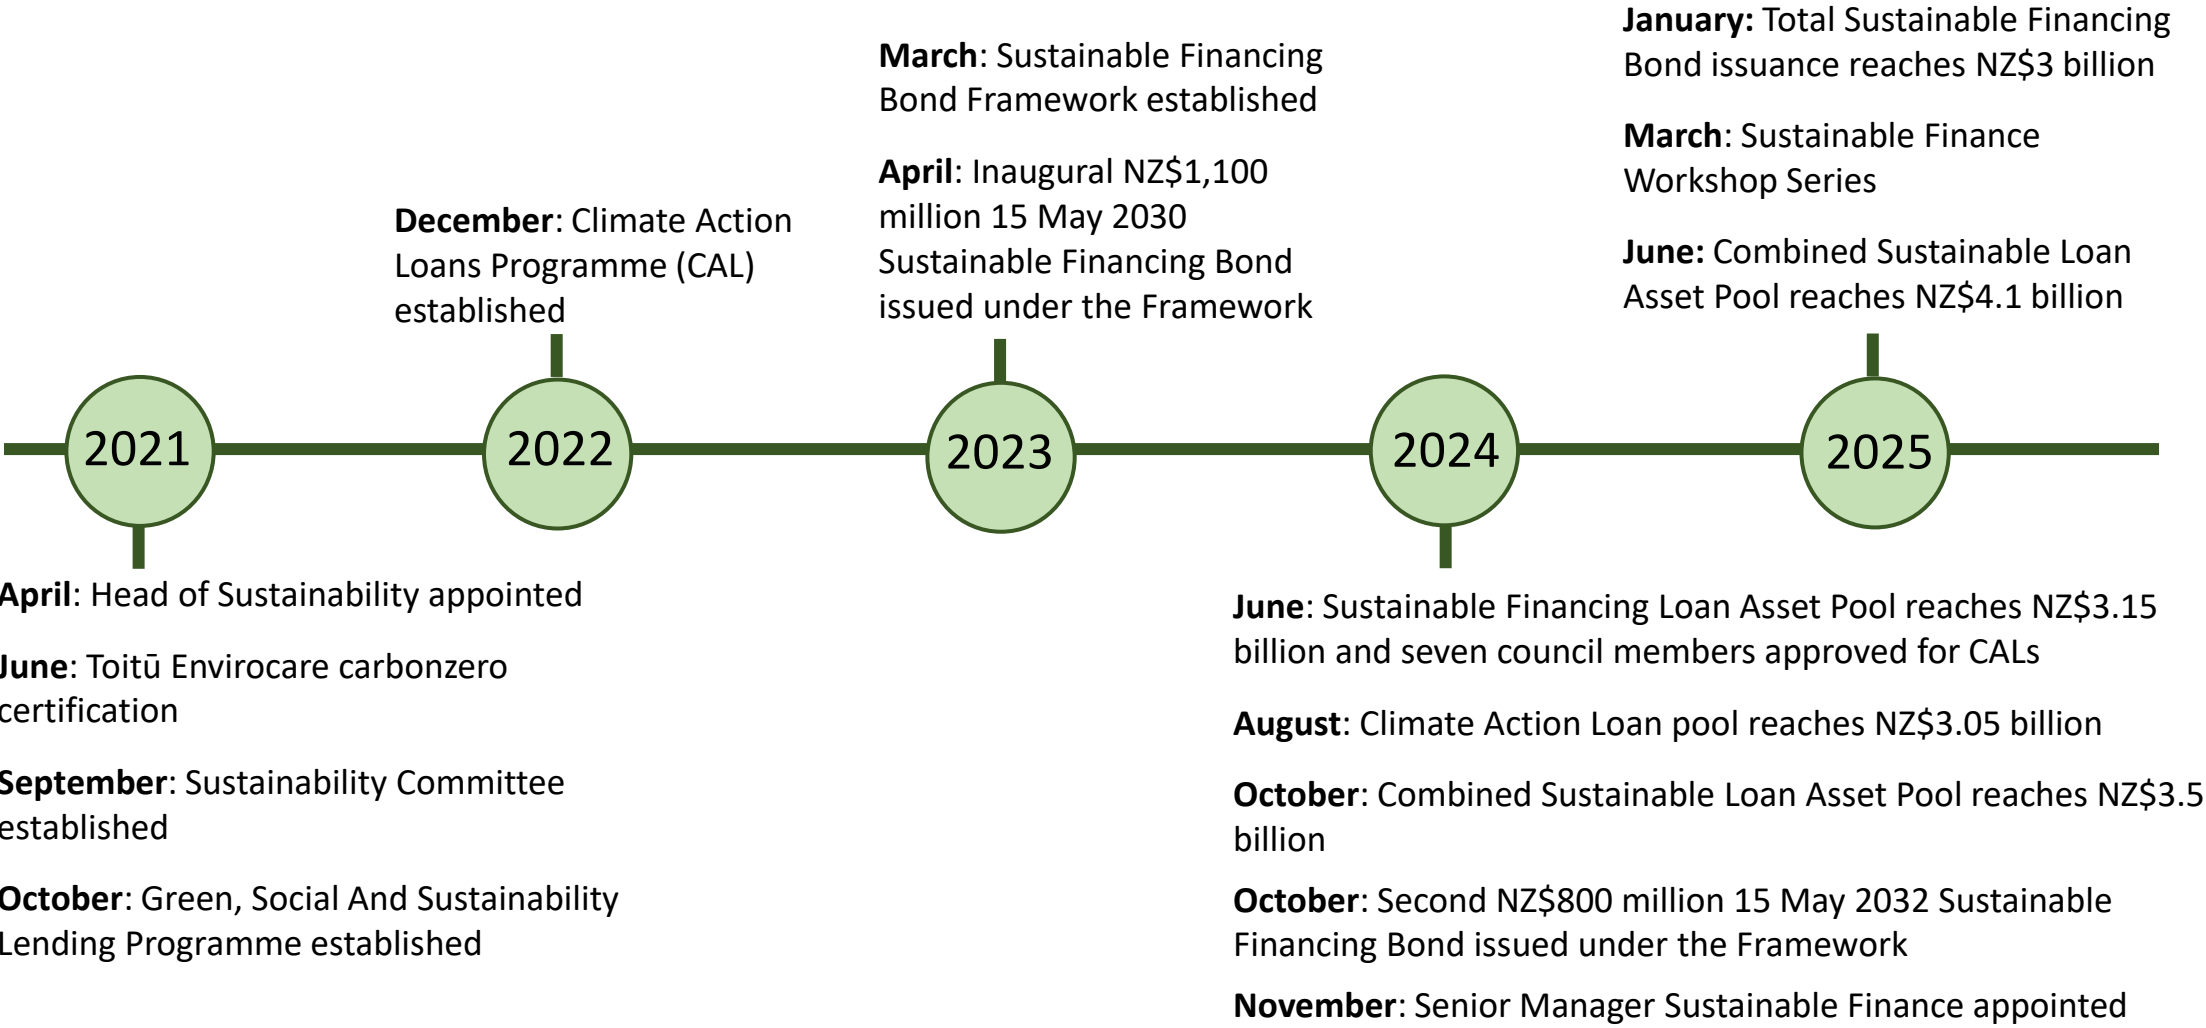 January: Total Sustainable Financing
Bond issuance reaches NZ$3 billion
March: Sustainable Finance
Workshop Series
June: Combined Sustainable Loan
Asset Pool reaches NZ$4.1 billion
March: Sustainable Financing
Bond Framework established
April: Inaugural NZ$1,100
million 15 May 2030
Sustainable Financing Bond
issued under the Framework
December: Climate Action
Loans Programme (CAL)
established
2021
2022
2023
2024
2025
April: Head of Sustainability appointed
June: Toitū Envirocare carbonzero
certification
September: Sustainability Committee
established
October: Green, Social And Sustainability
Lending Programme established
June: Sustainable Financing Loan Asset Pool reaches NZ$3.15
billion and seven council members approved for CALs
August: Climate Action Loan pool reaches NZ$3.05 billion
October: Combined Sustainable Loan Asset Pool reaches NZ$3.5
billion
October: Second NZ$800 million 15 May 2032 Sustainable
Financing Bond issued under the Framework
November: Senior Manager Sustainable Finance appointed